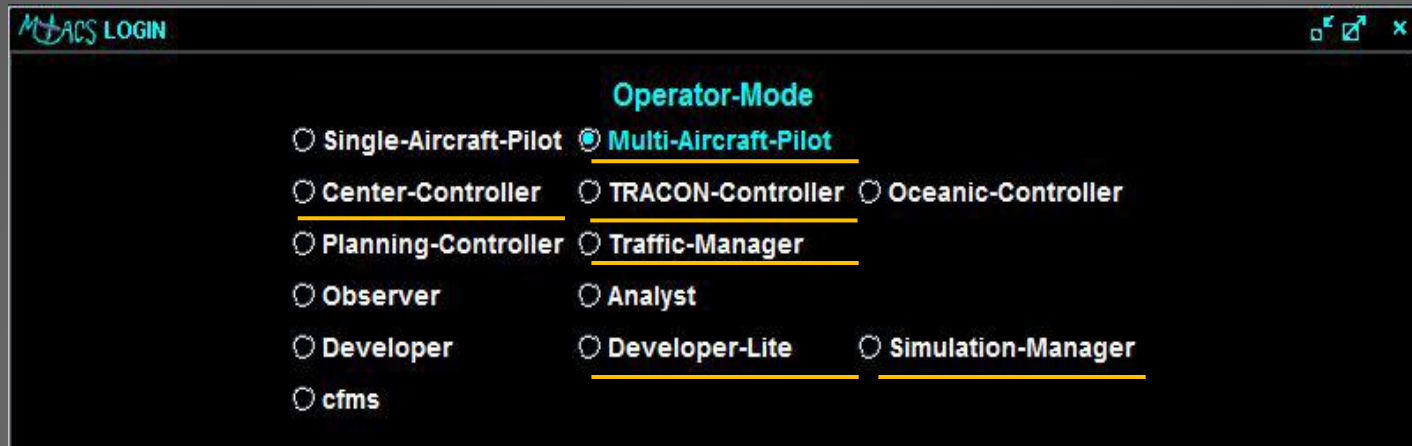 MACS LOGIN
Operator-Mode
Single-Aircraft-Pilot Multi-Aircraft-Pilot
Center-Controller TRACON-Controller Oceanic-Controller
Planning-Controller Traffic-Manager
Observer Analyst
Developer Developer-Lite Simulation-Manager
cfms